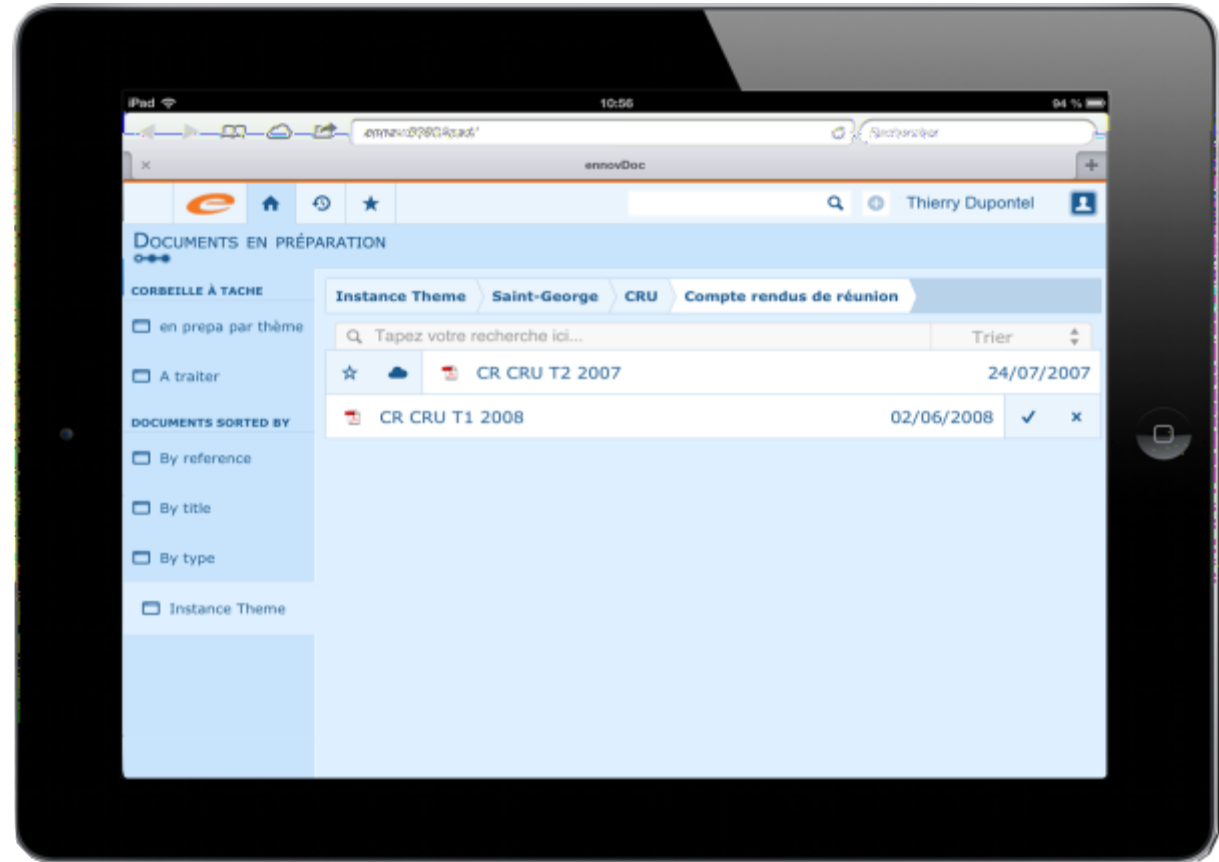 iPad 10:56 94 %
ennovDoc
Thierry Dupontel
DOCUMENTS EN PRÉPARATION
CORBEILLE À TACHE
en prepa par thème
A traiter
DOCUMENTS SORTED BY
By reference
By title
By type
Instance Theme
Instance Theme Saint-George CRU Compte rendus de réunion
Tapez votre recherche ici... Trier
CR CRU T2 2007 24/07/2007
CR CRU T1 2008 02/06/2008